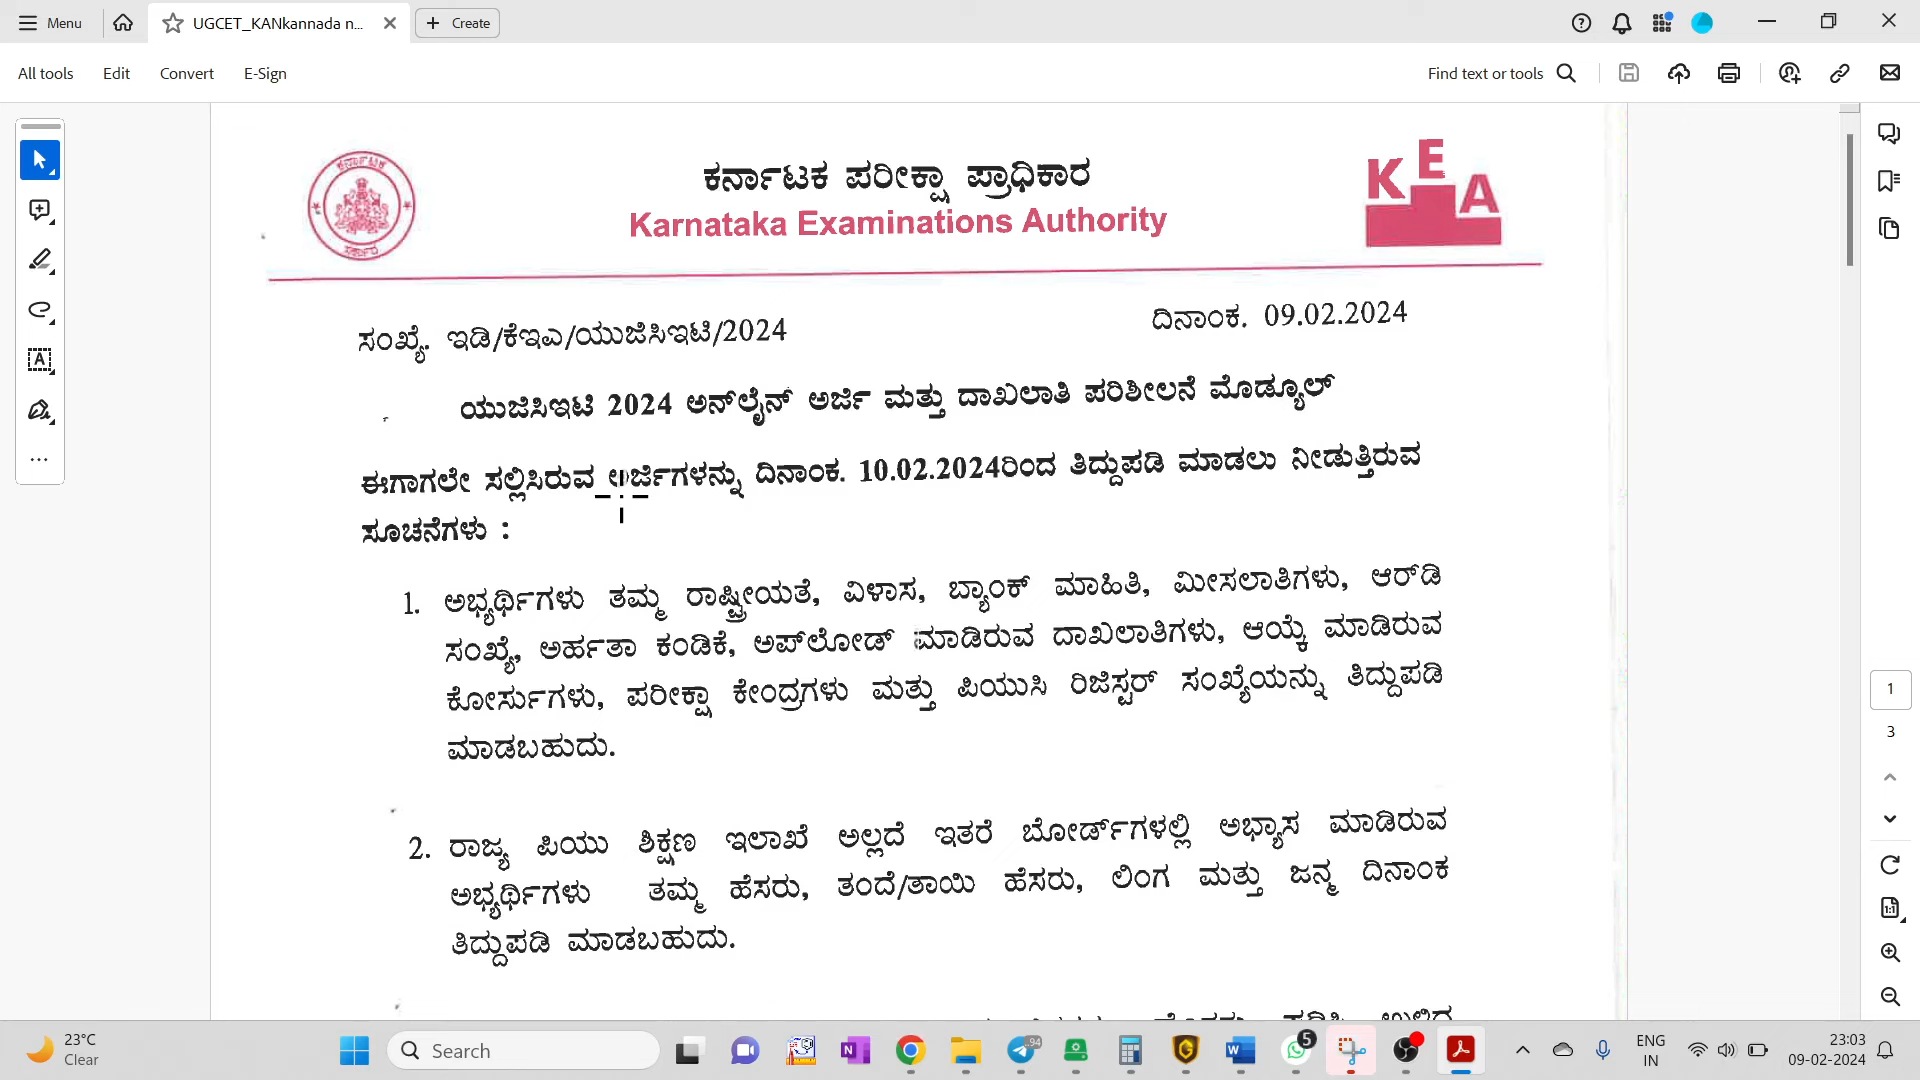 Menu
UGCET_KANkannada n...
Create
All tools
Edit
Convert
E-Sign
Find text or tools
ಕರ್ನಾಟಕ ಪರೀಕ್ಷಾ ಪ್ರಾಧಿಕಾರ
Karnataka Examinations Authority
KEA
ಸಂಖ್ಯೆ. ಇಡಿ/ಕೆಇಎ/ಯುಜಿಸಿಇಟಿ/2024
ದಿನಾಂಕ. 09.02.2024
ಯುಜಿಸಿಇಟಿ 2024 ಅನ್‌ಲೈನ್ ಅರ್ಜಿ ಮತ್ತು ದಾಖಲಾತಿ ಪರಿಶೀಲನೆ ಮೊಡ್ಯೂಲ್
ಈಗಾಗಲೇ ಸಲ್ಲಿಸಿರುವ ಅರ್ಜಿಗಳನ್ನು ದಿನಾಂಕ. 10.02.2024ರಿಂದ ತಿದ್ದುಪಡಿ ಮಾಡಲು ನೀಡುತ್ತಿರುವ
ಸೂಚನೆಗಳು :
1. ಅಭ್ಯರ್ಥಿಗಳು ತಮ್ಮ ರಾಷ್ಟ್ರೀಯತೆ, ವಿಳಾಸ, ಬ್ಯಾಂಕ್ ಮಾಹಿತಿ, ಮೀಸಲಾತಿಗಳು, ಆರ್‌ಡಿ
ಸಂಖ್ಯೆ, ಅರ್ಹತಾ ಕಂಡಿಕೆ, ಅಪ್‌ಲೋಡ್ ಮಾಡಿರುವ ದಾಖಲಾತಿಗಳು, ಆಯ್ಕೆ ಮಾಡಿರುವ
ಕೋರ್ಸುಗಳು, ಪರೀಕ್ಷಾ ಕೇಂದ್ರಗಳು ಮತ್ತು ಪಿಯುಸಿ ರಿಜಿಸ್ಟರ್ ಸಂಖ್ಯೆಯನ್ನು ತಿದ್ದುಪಡಿ
ಮಾಡಬಹುದು.
2. ರಾಜ್ಯ ಪಿಯು ಶಿಕ್ಷಣ ಇಲಾಖೆ ಅಲ್ಲದೆ ಇತರೆ ಬೋರ್ಡ್‌ಗಳಲ್ಲಿ ಅಭ್ಯಾಸ ಮಾಡಿರುವ
ಅಭ್ಯರ್ಥಿಗಳು ತಮ್ಮ ಹೆಸರು, ತಂದೆ/ತಾಯಿ ಹೆಸರು, ಲಿಂಗ ಮತ್ತು ಜನ್ಮ ದಿನಾಂಕ
ತಿದ್ದುಪಡಿ ಮಾಡಬಹುದು.
1
3
23°C
Clear
Search
94
5
ENG
IN
23:03
09-02-2024